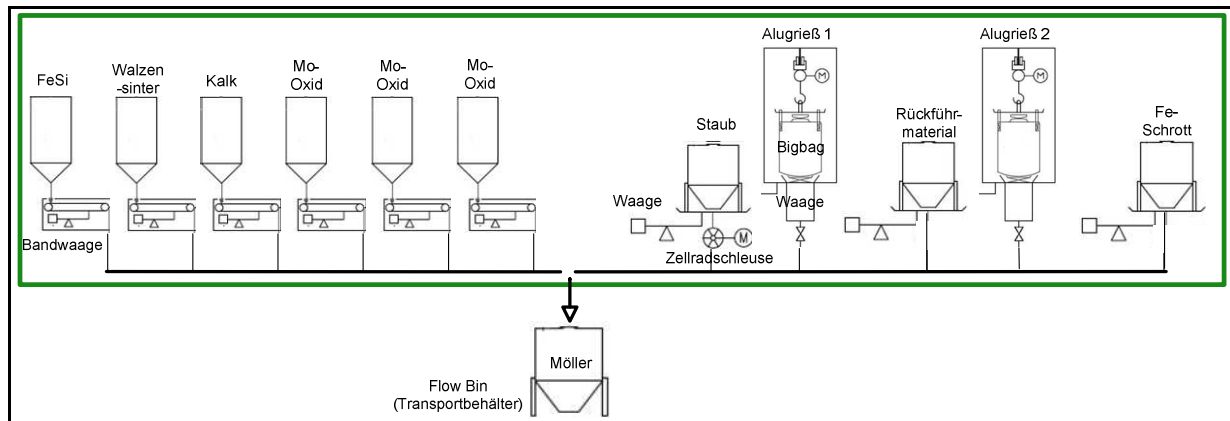 FeSi
Walzen
-sinter
Kalk
Mo-
Oxid
Mo-
Oxid
Mo-
Oxid
Bandwaage
Staub
Waage
M
Zellradschleuse
Alugrieß 1
M
Bigbag
Waage
Rückführ-
material
Alugrieß 2
M
Fe-
Schrott
Möller
Flow Bin
(Transportbehälter)